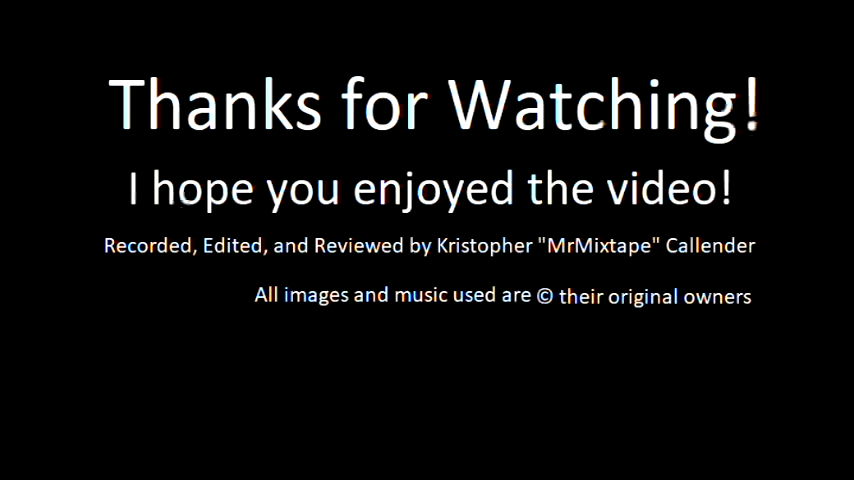 Thanks for Watching!
I hope you enjoyed the video!
Recorded, Edited, and Reviewed by Kristopher "MrMixtape" Callender
All images and music used are © their original owners